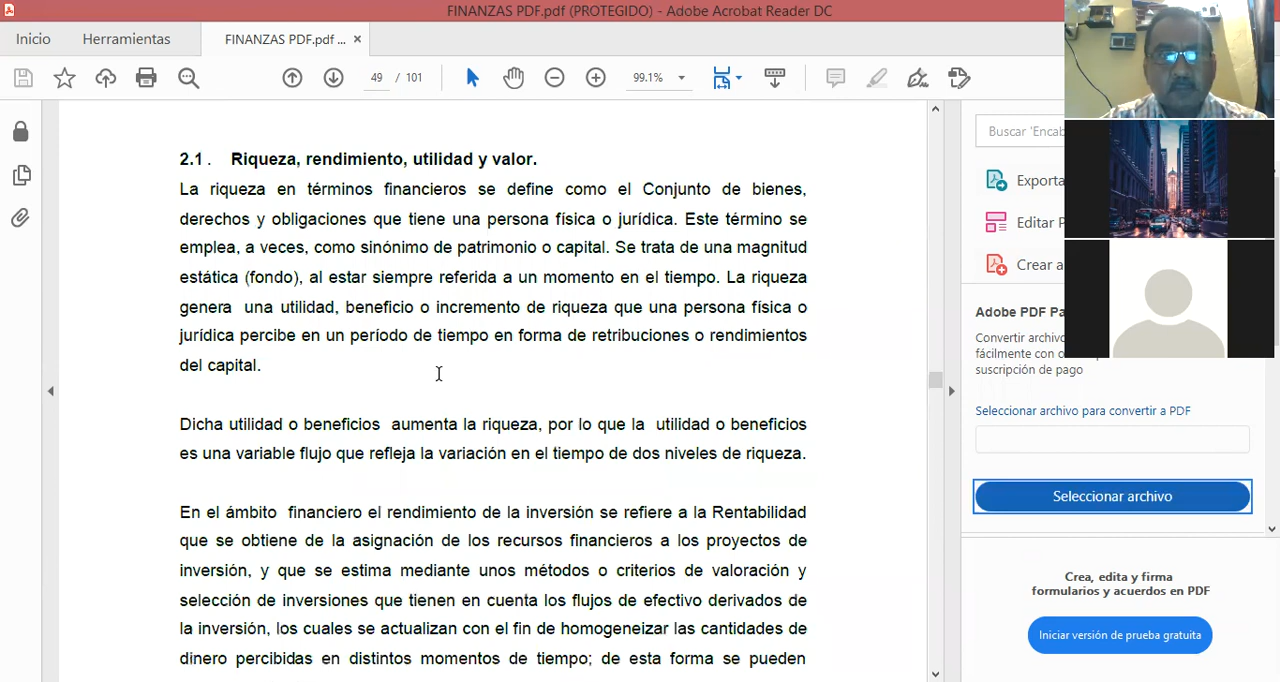 FINANZAS PDF.pdf (PROTEGIDO) - Adobe Acrobat Reader DC
Inicio Herramientas FINANZAS PDF.pdf ... ×
49 / 101 99.1%
2.1. Riqueza, rendimiento, utilidad y valor.
La riqueza en términos financieros se define como el Conjunto de bienes,
derechos y obligaciones que tiene una persona física o jurídica. Este término se
emplea, a veces, como sinónimo de patrimonio o capital. Se trata de una magnitud
estática (fondo), al estar siempre referida a un momento en el tiempo. La riqueza
genera una utilidad, beneficio o incremento de riqueza que una persona física o
jurídica percibe en un período de tiempo en forma de retribuciones o rendimientos
del capital.
Dicha utilidad o beneficios aumenta la riqueza, por lo que la utilidad o beneficios
es una variable flujo que refleja la variación en el tiempo de dos niveles de riqueza.
En el ámbito financiero el rendimiento de la inversión se refiere a la Rentabilidad
que se obtiene de la asignación de los recursos financieros a los proyectos de
inversión, y que se estima mediante unos métodos o criterios de valoración y
selección de inversiones que tienen en cuenta los flujos de efectivo derivados de
la inversión, los cuales se actualizan con el fin de homogeneizar las cantidades de
dinero percibidas en distintos momentos de tiempo; de esta forma se pueden
Buscar 'Encab
Exporta
Editar P
Crear a
Adobe PDF Pa
Convertir archivo
fácilmente con o
suscripción de pago
Seleccionar archivo para convertir a PDF
Seleccionar archivo
Crea, edita y firma
formularios y acuerdos en PDF
Iniciar versión de prueba gratuita